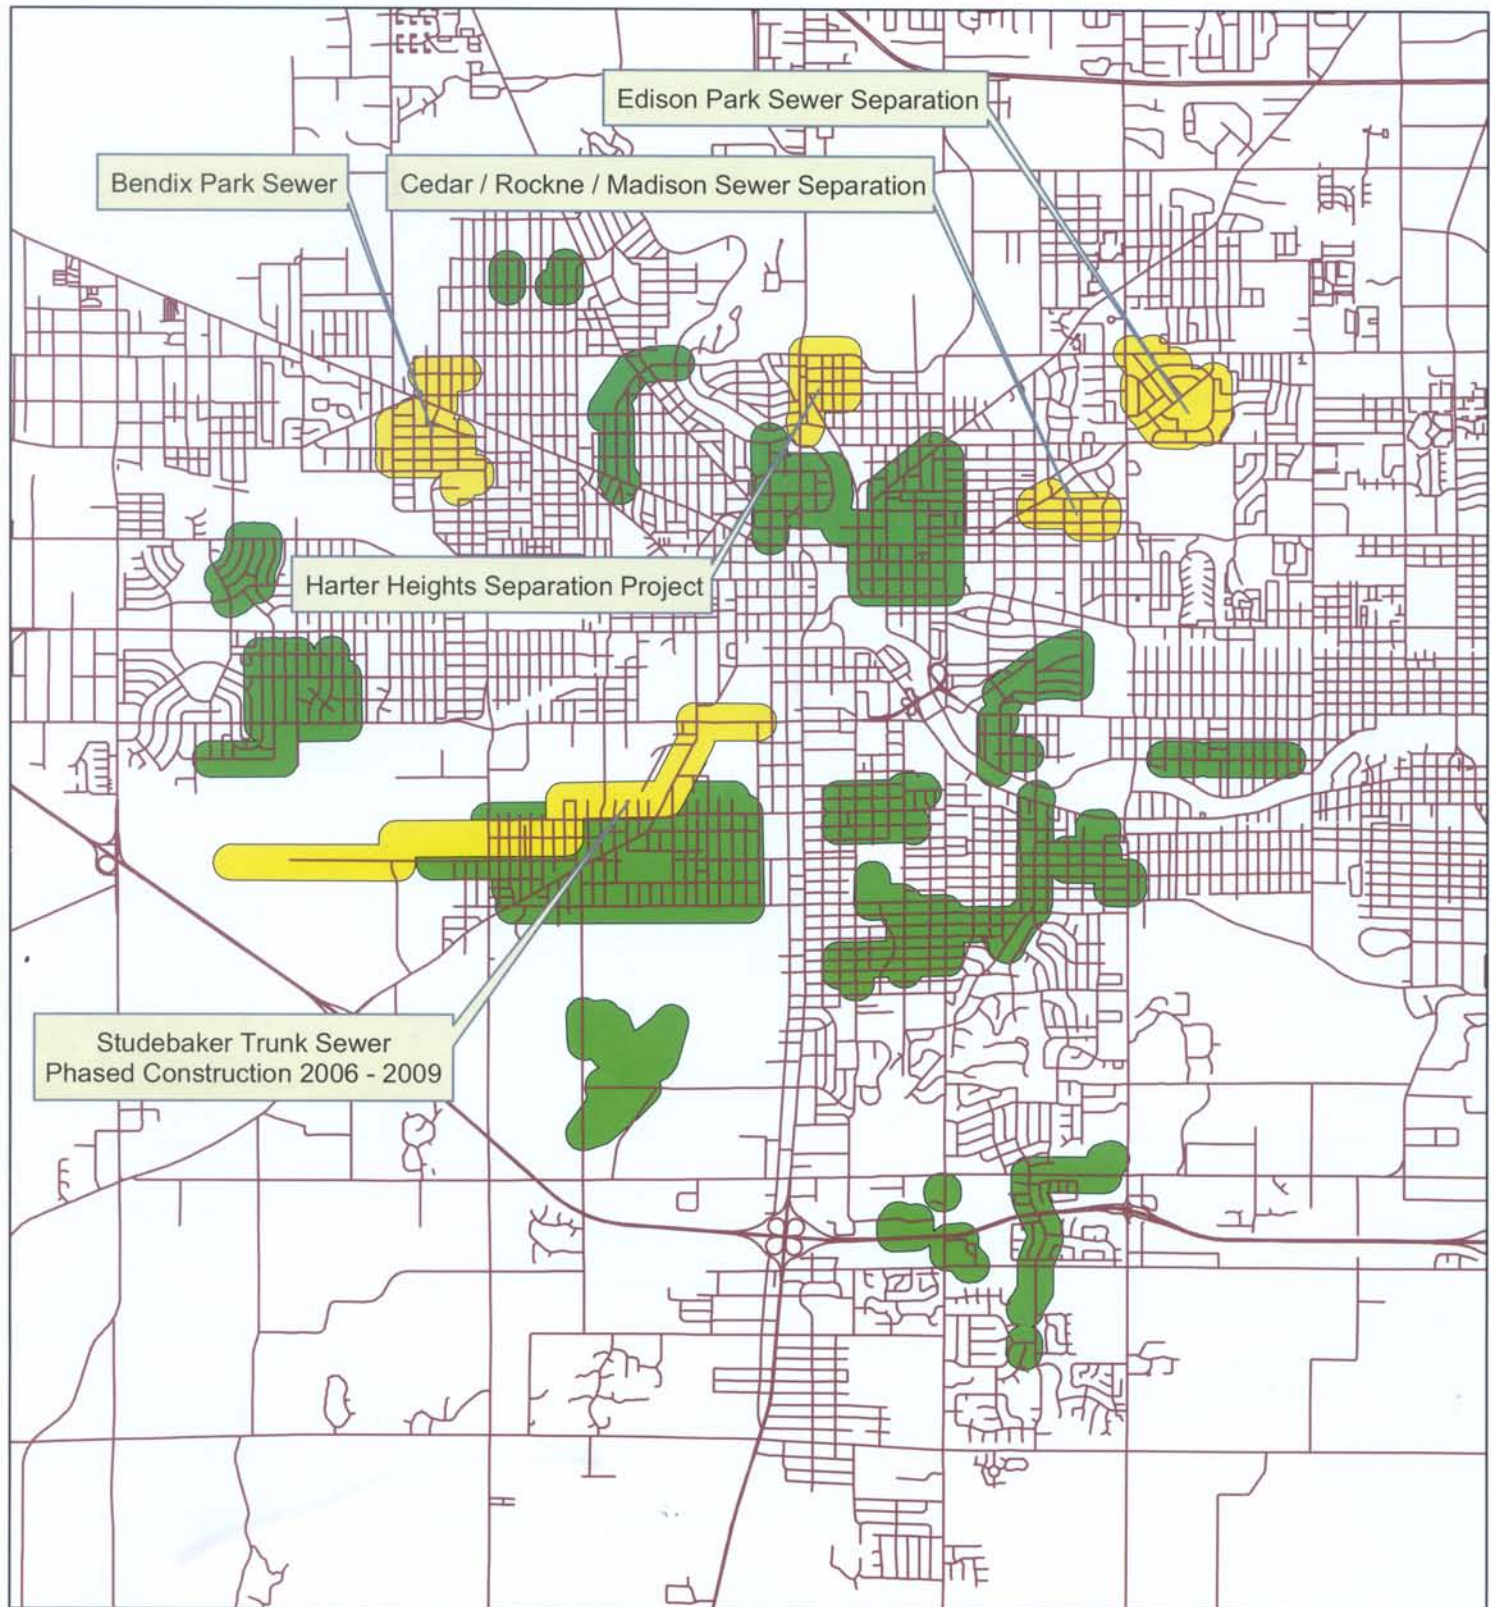 Edison Park Sewer Separation
Bendix Park Sewer
Cedar / Rockne / Madison Sewer Separation
Harter Heights Separation Project
Studebaker Trunk Sewer
Phased Construction 2006 - 2009